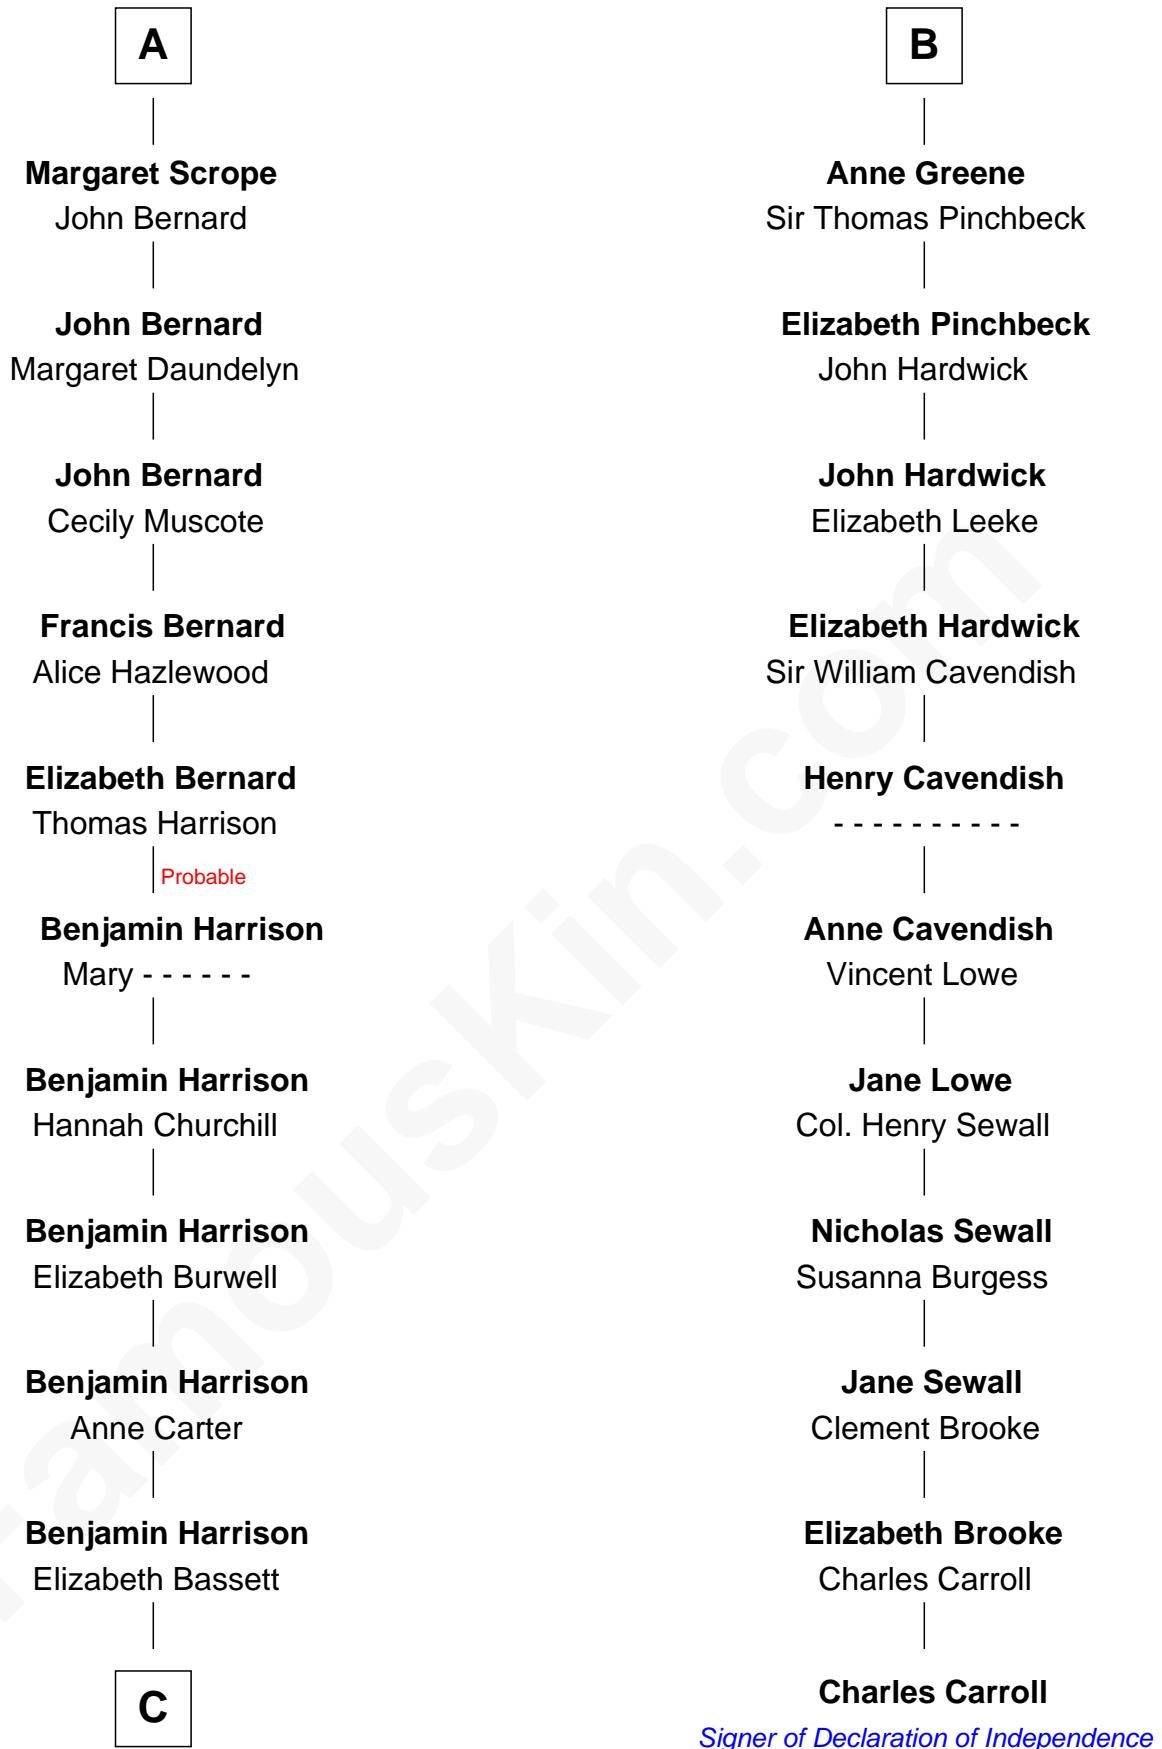 A
Margaret Scrope
John Bernard
John Bernard
Margaret Daundelyn
John Bernard
Cecily Muscote
Francis Bernard
Alice Hazlewood
Elizabeth Bernard
Thomas Harrison
Probable
Benjamin Harrison
Mary - - - - - -
Benjamin Harrison
Hannah Churchill
Benjamin Harrison
Elizabeth Burwell
Benjamin Harrison
Anne Carter
Benjamin Harrison
Elizabeth Bassett
C
B
Anne Greene
Sir Thomas Pinchbeck
Elizabeth Pinchbeck
John Hardwick
John Hardwick
Elizabeth Leeke
Elizabeth Hardwick
Sir William Cavendish
Henry Cavendish
- - - - - - - - - -
Anne Cavendish
Vincent Lowe
Jane Lowe
Col. Henry Sewall
Nicholas Sewall
Susanna Burgess
Jane Sewall
Clement Brooke
Elizabeth Brooke
Charles Carroll
Charles Carroll
Signer of Declaration of Independence
FamousKin.com